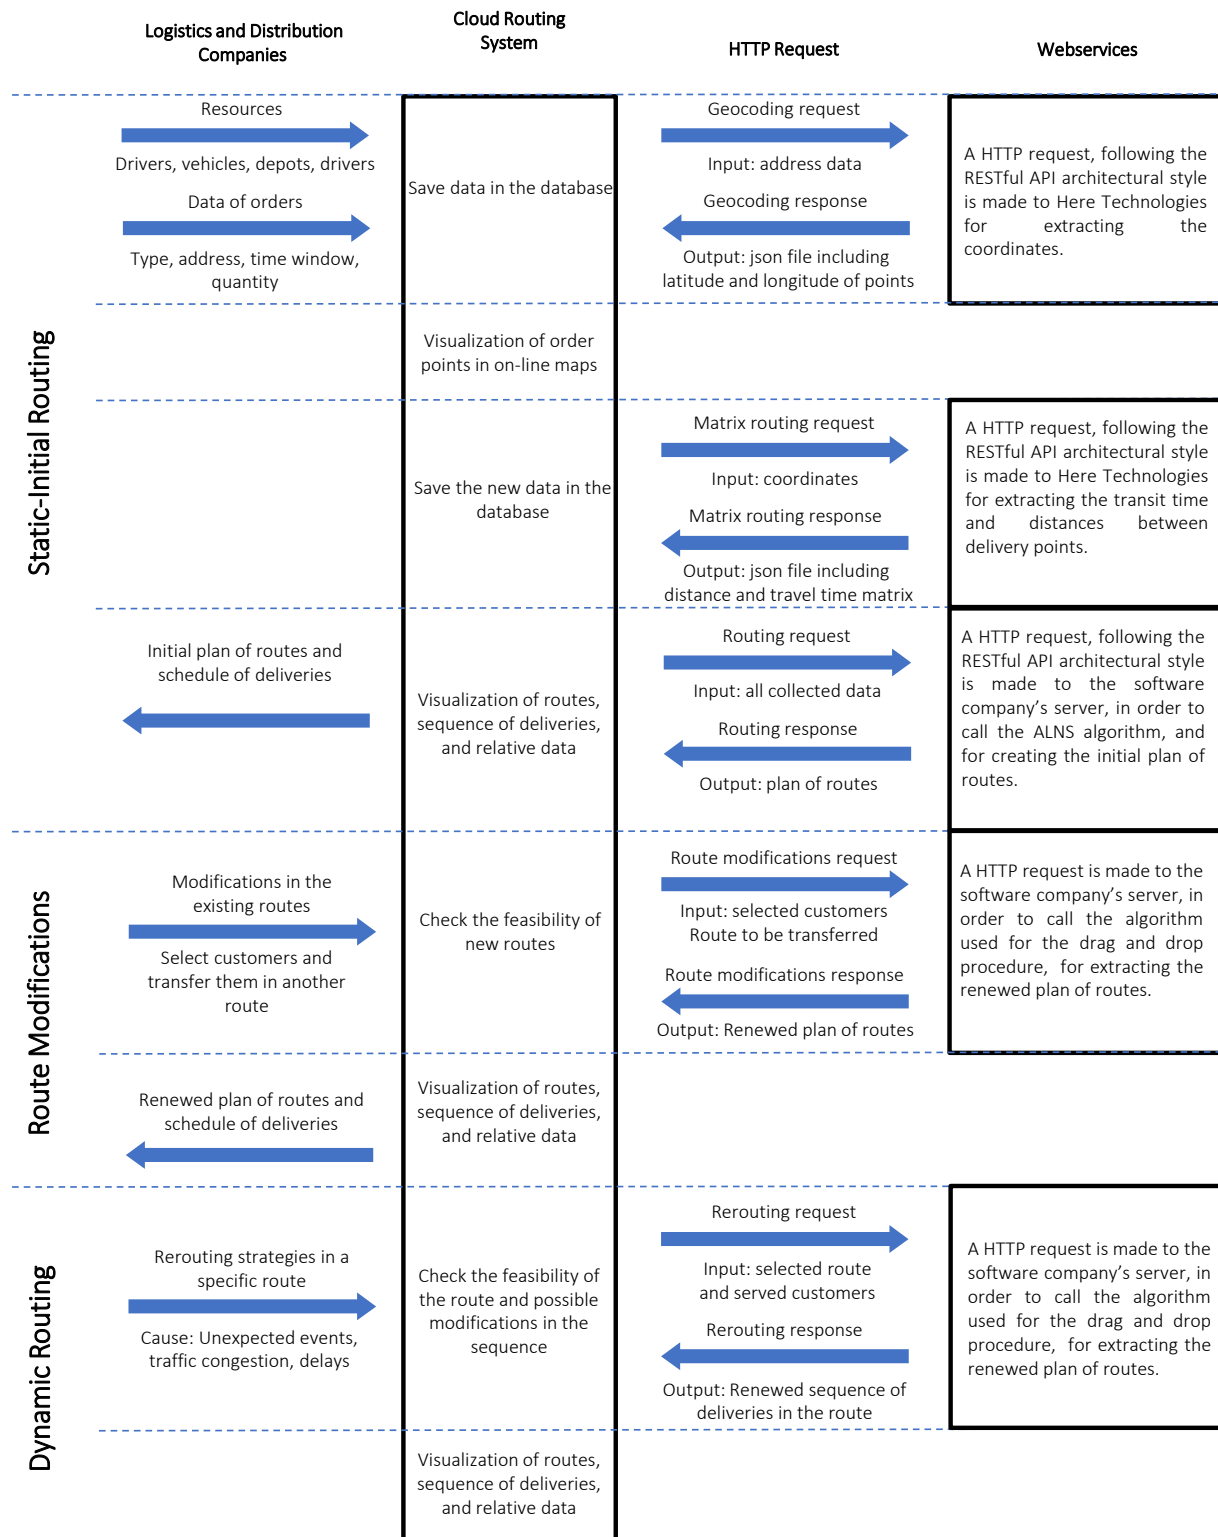 Logistics and Distribution
Companies
Cloud Routing
System
HTTP Request
Webservices
Static-Initial Routing
Resources
Drivers, vehicles, depots, drivers
Data of orders
Type, address, time window,
quantity
Save data in the database
Geocoding request
Input: address data
Geocoding response
Output: json file including
latitude and longitude of points
A HTTP request, following the
RESTful API architectural style
is made to Here Technologies
for extracting the
coordinates.
Visualization of order
points in on-line maps
Save the new data in the
database
Matrix routing request
Input: coordinates
Matrix routing response
Output: json file including
distance and travel time matrix
A HTTP request, following the
RESTful API architectural style
is made to Here Technologies
for extracting the transit time
and distances between
delivery points.
Initial plan of routes and
schedule of deliveries
Visualization of routes,
sequence of deliveries,
and relative data
Routing request
Input: all collected data
Routing response
Output: plan of routes
A HTTP request, following the
RESTful API architectural style
is made to the software
company’s server, in order to
call the ALNS algorithm, and
for creating the initial plan of
routes.
Route Modifications
Modifications in the
existing routes
Select customers and
transfer them in another
route
Check the feasibility of
new routes
Route modifications request
Input: selected customers
Route to be transferred
Route modifications response
Output: Renewed plan of routes
A HTTP request is made to the
software company’s server, in
order to call the algorithm
used for the drag and drop
procedure, for extracting the
renewed plan of routes.
Renewed plan of routes and
schedule of deliveries
Visualization of routes,
sequence of deliveries,
and relative data
Dynamic Routing
Rerouting strategies in a
specific route
Cause: Unexpected events,
traffic congestion, delays
Check the feasibility of
the route and possible
modifications in the
sequence
Rerouting request
Input: selected route
and served customers
Rerouting response
Output: Renewed sequence of
deliveries in the route
A HTTP request is made to the
software company’s server, in
order to call the algorithm
used for the drag and drop
procedure, for extracting the
renewed plan of routes.
Visualization of routes,
sequence of deliveries,
and relative data